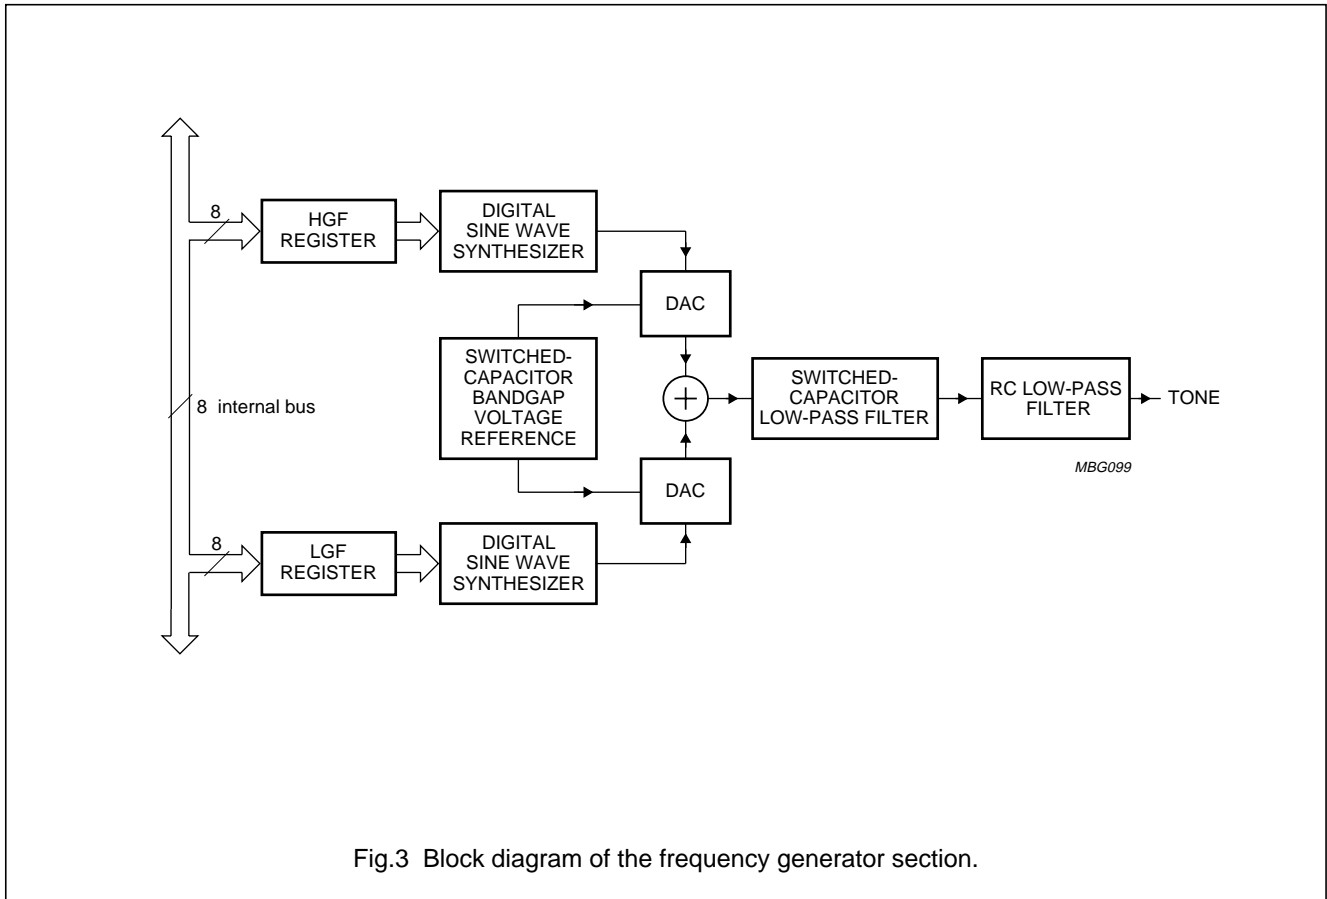 8
HGF
REGISTER
DIGITAL
SINE WAVE
SYNTHESIZER
DAC
SWITCHED-
CAPACITOR
BANDGAP
VOLTAGE
REFERENCE
+
SWITCHED-
CAPACITOR
LOW-PASS FILTER
RC LOW-PASS
FILTER
TONE
8 internal bus
MBG099
DAC
8
LGF
REGISTER
DIGITAL
SINE WAVE
SYNTHESIZER
Fig.3 Block diagram of the frequency generator section.